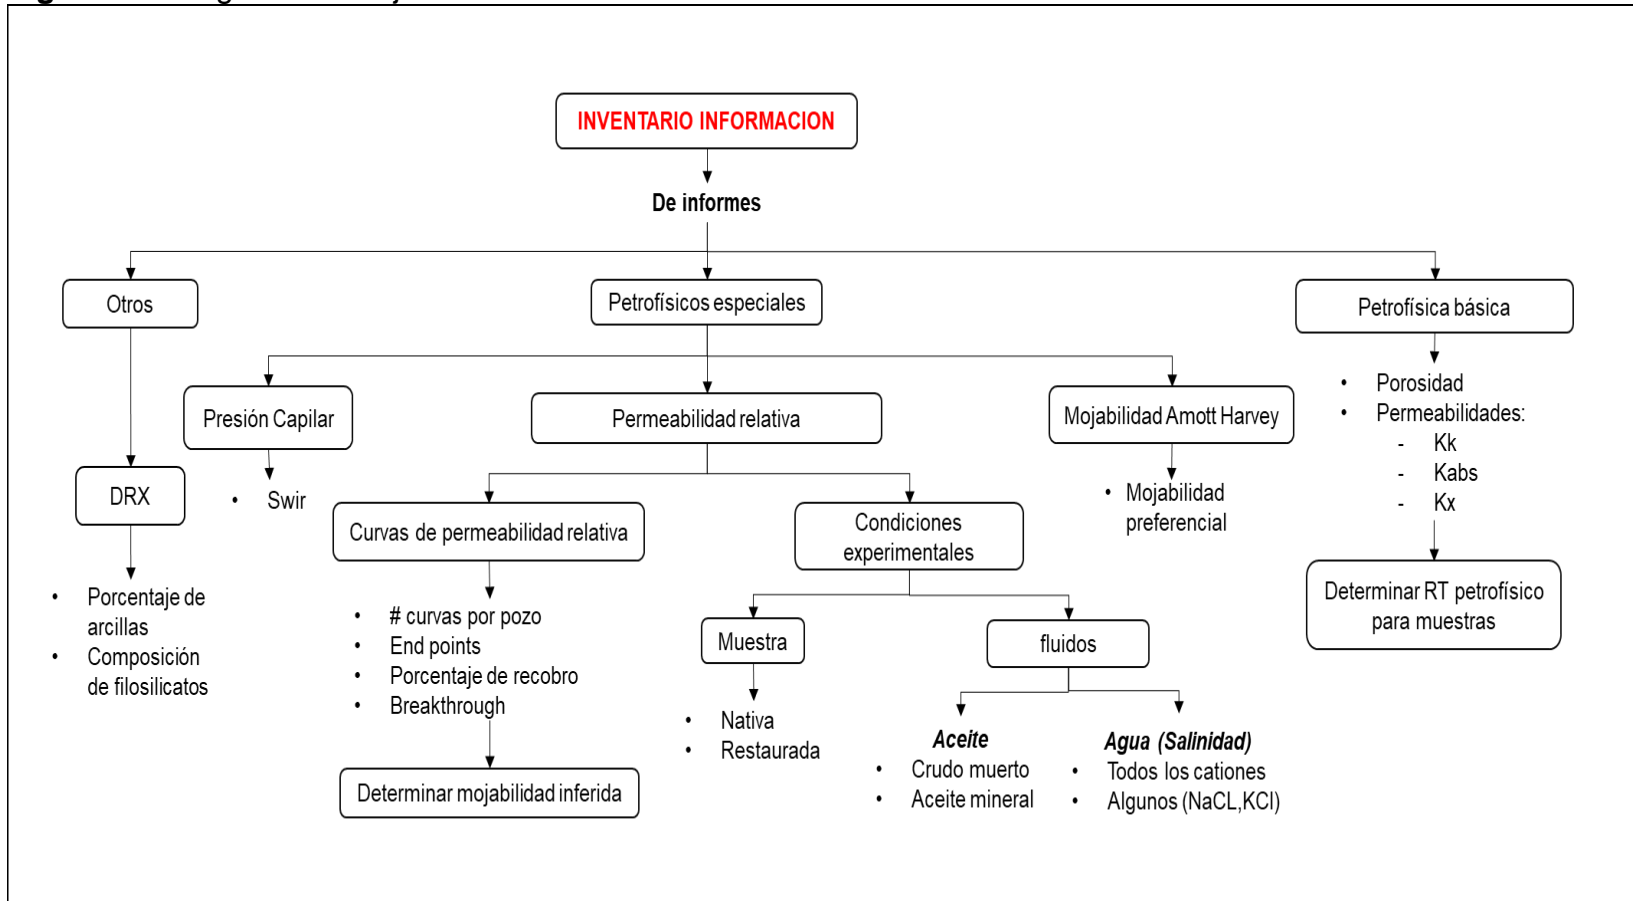 INVENTARIO INFORMACION
De informes
Otros
Petrofísicos especiales
Petrofísica básica
Presión Capilar
Permeabilidad relativa
Mojabilidad Amott Harvey
• Porosidad
• Permeabilidades:
- Kk
- Kabs
- Kx
DRX
• Swir
• Mojabilidad
preferencial
Curvas de permeabilidad relativa
Condiciones
experimentales
Determinar RT petrofísico
para muestras
• Porcentaje de
arcillas
• Composición
de filosilicatos
• # curvas por pozo
• End points
• Porcentaje de recobro
• Breakthrough
Muestra
fluidos
• Nativa
• Restaurada
Aceite
• Crudo muerto
• Aceite mineral
Agua (Salinidad)
• Todos los cationes
• Algunos (NaCL,KCl)
Determinar mojabilidad inferida